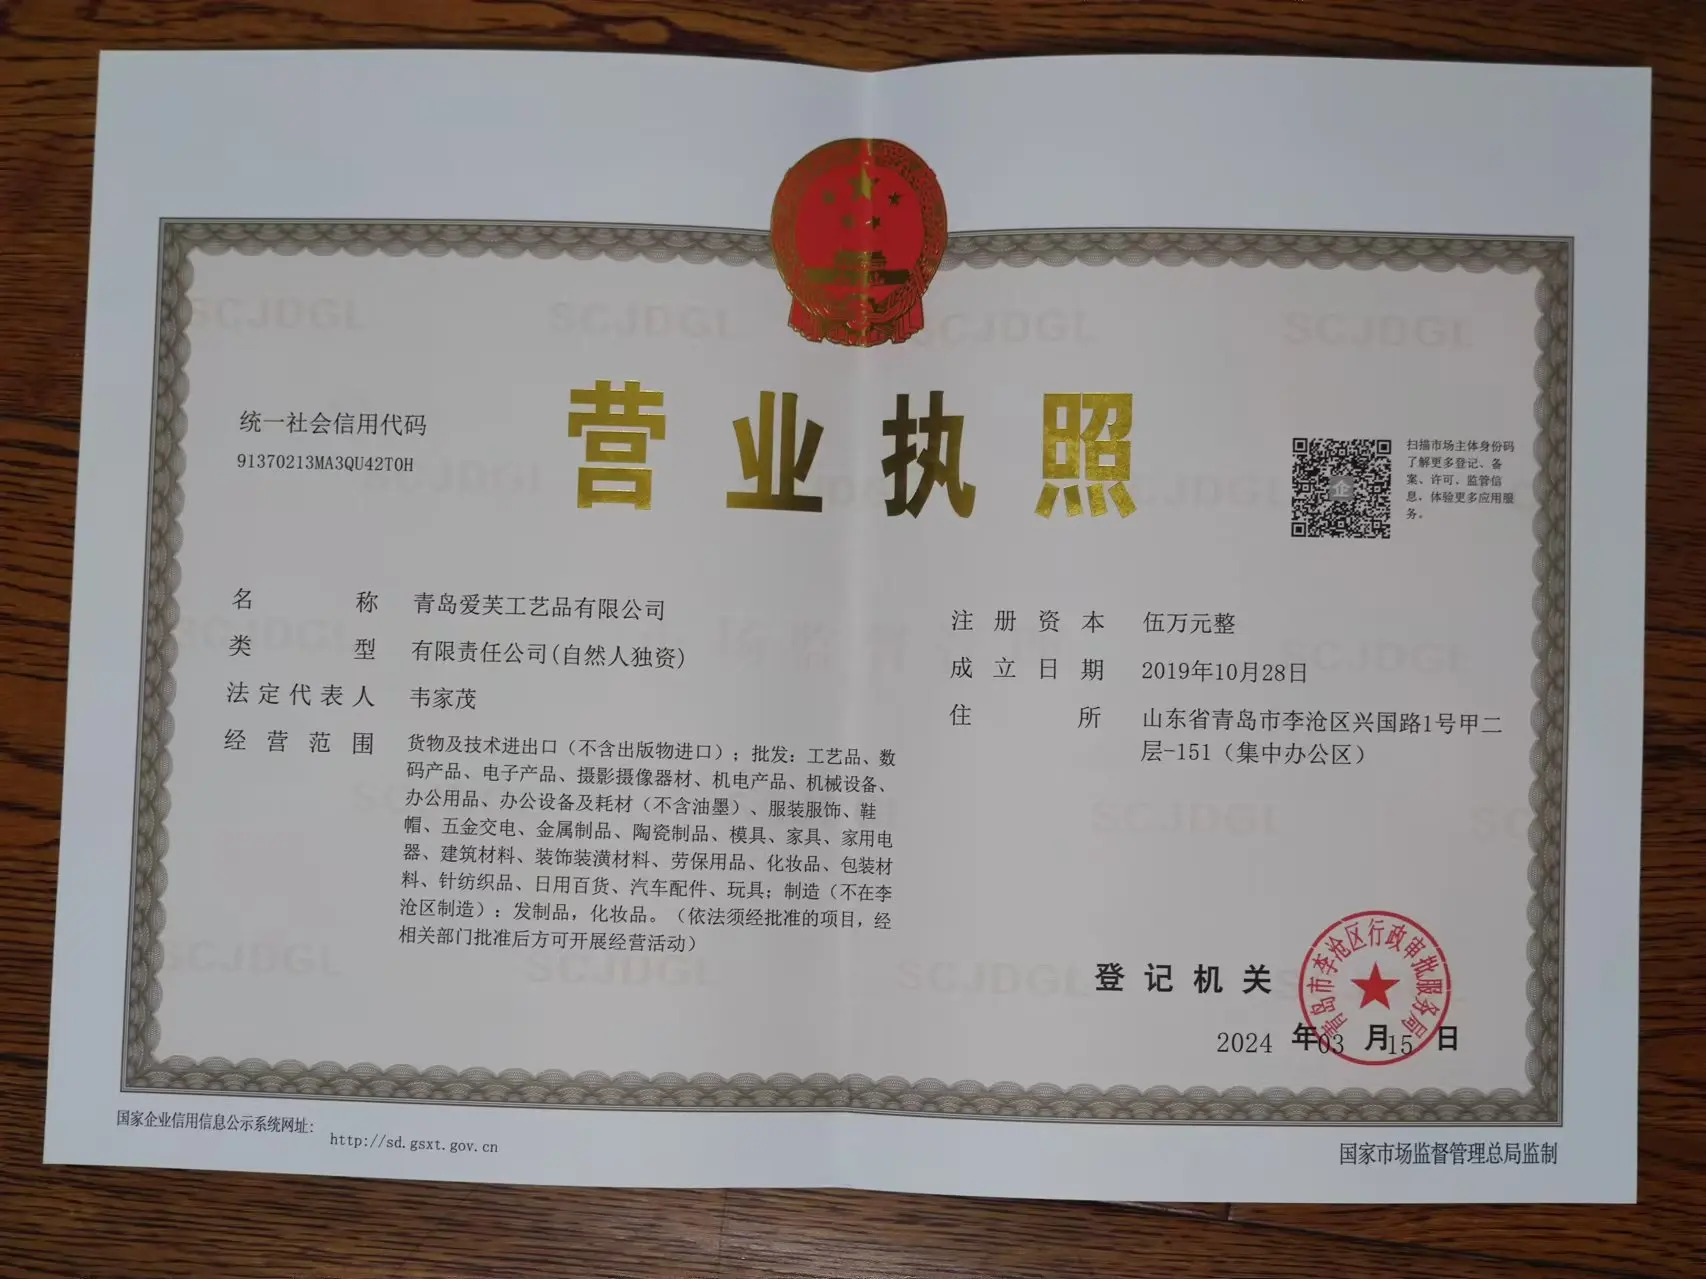 营业执照
统一社会信用代码
91370213MA3QU42T0H
扫描市场主体身份码
了解更多登记、备
案、许可、监管信
息，体验更多应用服
务。
名称 青岛爱芙工艺品有限公司
类型 有限责任公司(自然人独资)
法定代表人 韦家茂
经营范围 货物及技术进出口（不含出版物进口）；批发：工艺品、数
码产品、电子产品、摄影摄像器材、机电产品、机械设备、
办公用品、办公设备及耗材（不含油墨）、服装服饰、鞋
帽、五金交电、金属制品、陶瓷制品、模具、家具、家用电
器、建筑材料、装饰装潢材料、劳保用品、化妆品、包装材
料、针纺织品、日用百货、汽车配件、玩具；制造（不在李
沧区制造）：发制品，化妆品。（依法须经批准的项目，经
相关部门批准后方可开展经营活动）
注册资本 伍万元整
成立日期 2019年10月28日
住所 山东省青岛市李沧区兴国路1号甲二
层-151（集中办公区）
登记机关
青岛市李沧区行政审批服务局
2024 年03 月15 日
国家企业信用信息公示系统网址：
http://sd.gsxt.gov.cn
国家市场监督管理总局监制
SCJDGL